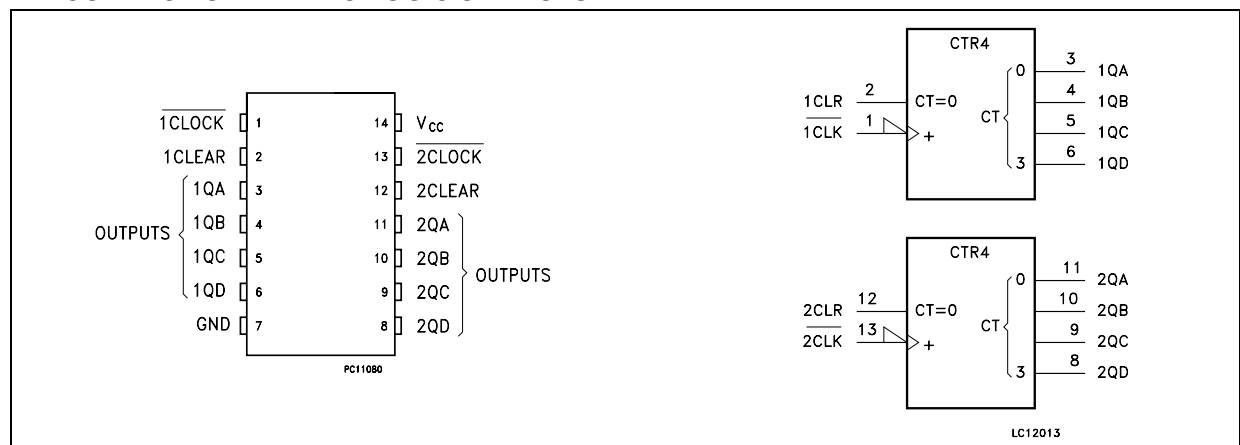 1CLOCK 1 14 Vcc
1CLEAR 2 13 2CLOCK
1QA 3 12 2CLEAR
1QB 4 11 2QA
OUTPUTS
1QC 5 10 2QB
OUTPUTS
1QD 6 9 2QC
GND 7 8 2QD
PC11080
CTR4
0 3 1QA
1CLR 2 CT=0 4 1QB
CT
1CLK 1 + 5 1QC
3 6 1QD
CTR4
0 11 2QA
2CLR 12 CT=0 10 2QB
CT
2CLK 13 + 9 2QC
3 8 2QD
LC12013